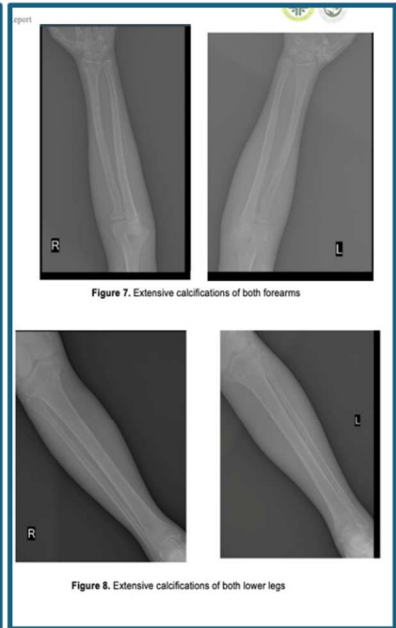 eport
R
L
Figure 7. Extensive calcifications of both forearms
R
L
Figure 8. Extensive calcifications of both lower legs